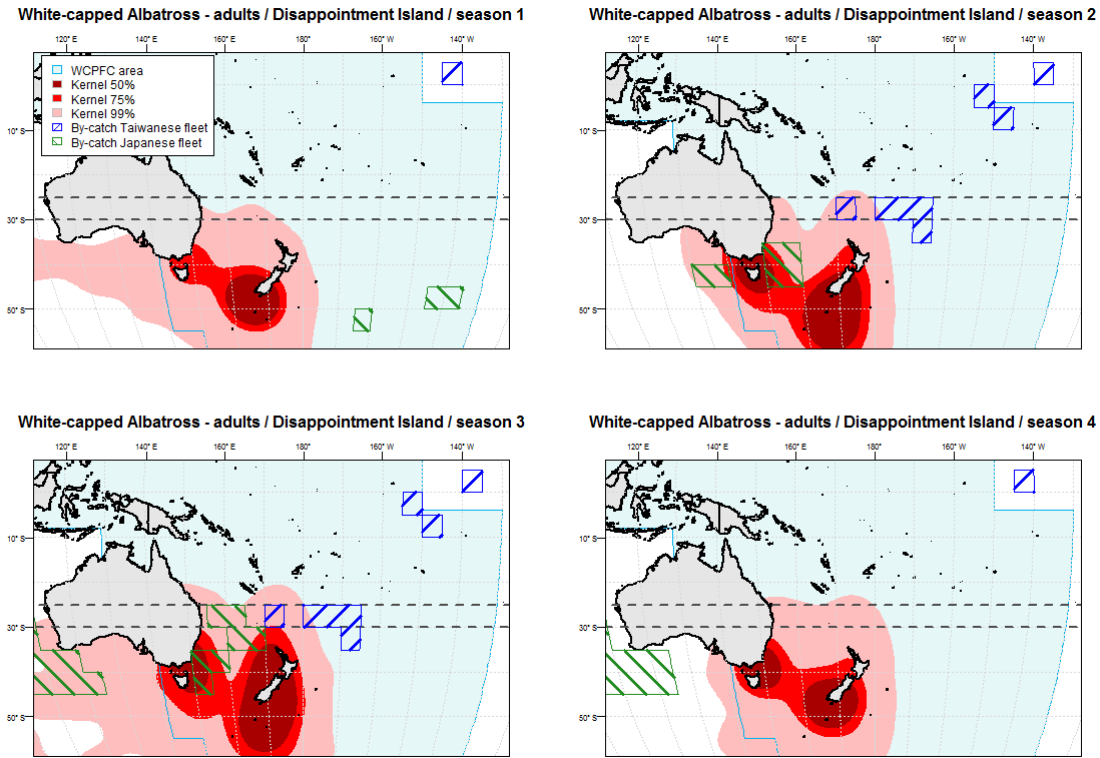 White-capped Albatross - adults / Disappointment Island / season 1
120° E 140° E 160° E 180° 160° W 140° W
WCPFC area
Kernel 50%
Kernel 75%
Kernel 99%
By-catch Taiwanese fleet
By-catch Japanese fleet
10° S
30° S
50° S
White-capped Albatross - adults / Disappointment Island / season 2
120° E 140° E 160° E 180° 160° W 140° W
10° S
30° S
50° S
White-capped Albatross - adults / Disappointment Island / season 3
120° E 140° E 160° E 180° 160° W 140° W
10° S
30° S
50° S
White-capped Albatross - adults / Disappointment Island / season 4
120° E 140° E 160° E 180° 160° W 140° W
10° S
30° S
50° S